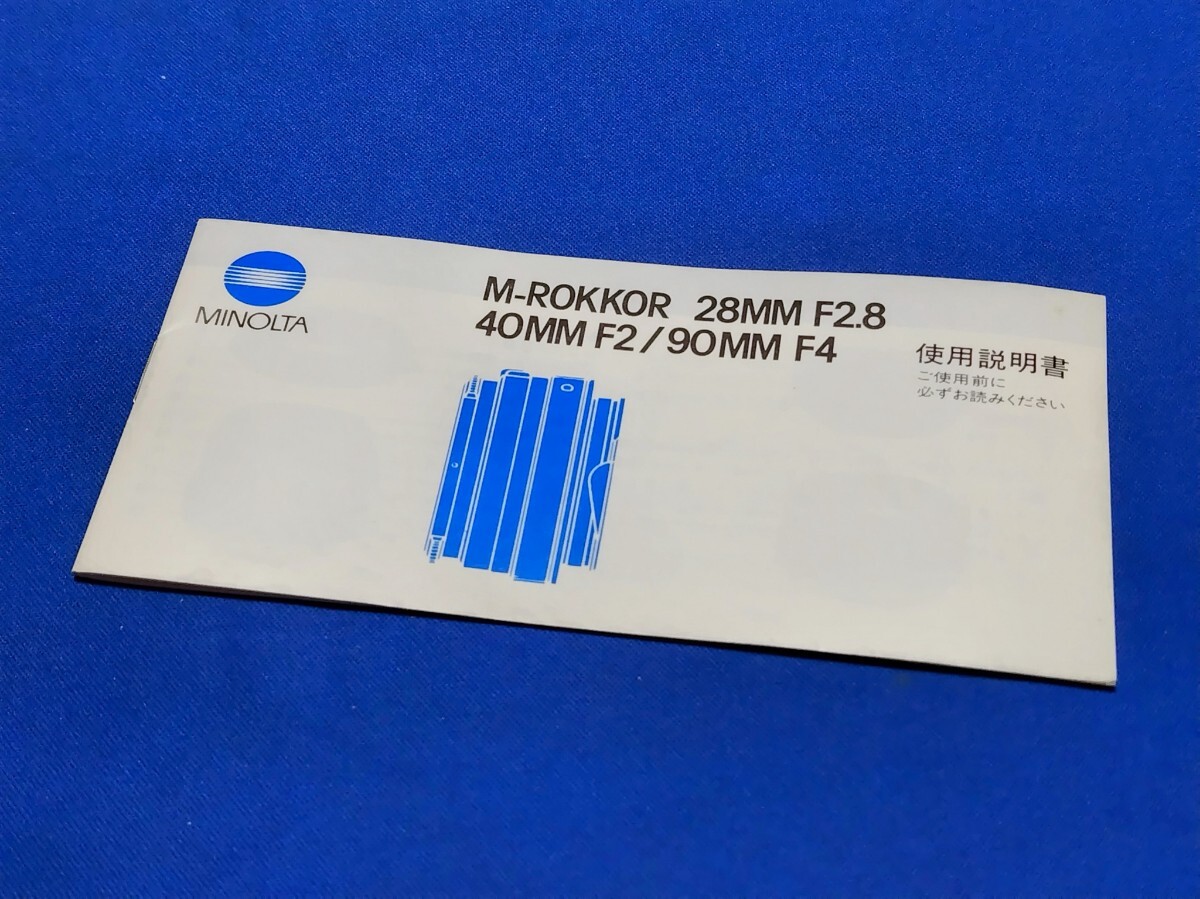 MINOLTA
M-ROKKOR 28MM F2.8
40MM F2/90MM F4
使用説明書
ご使用前に
必ずお読みください